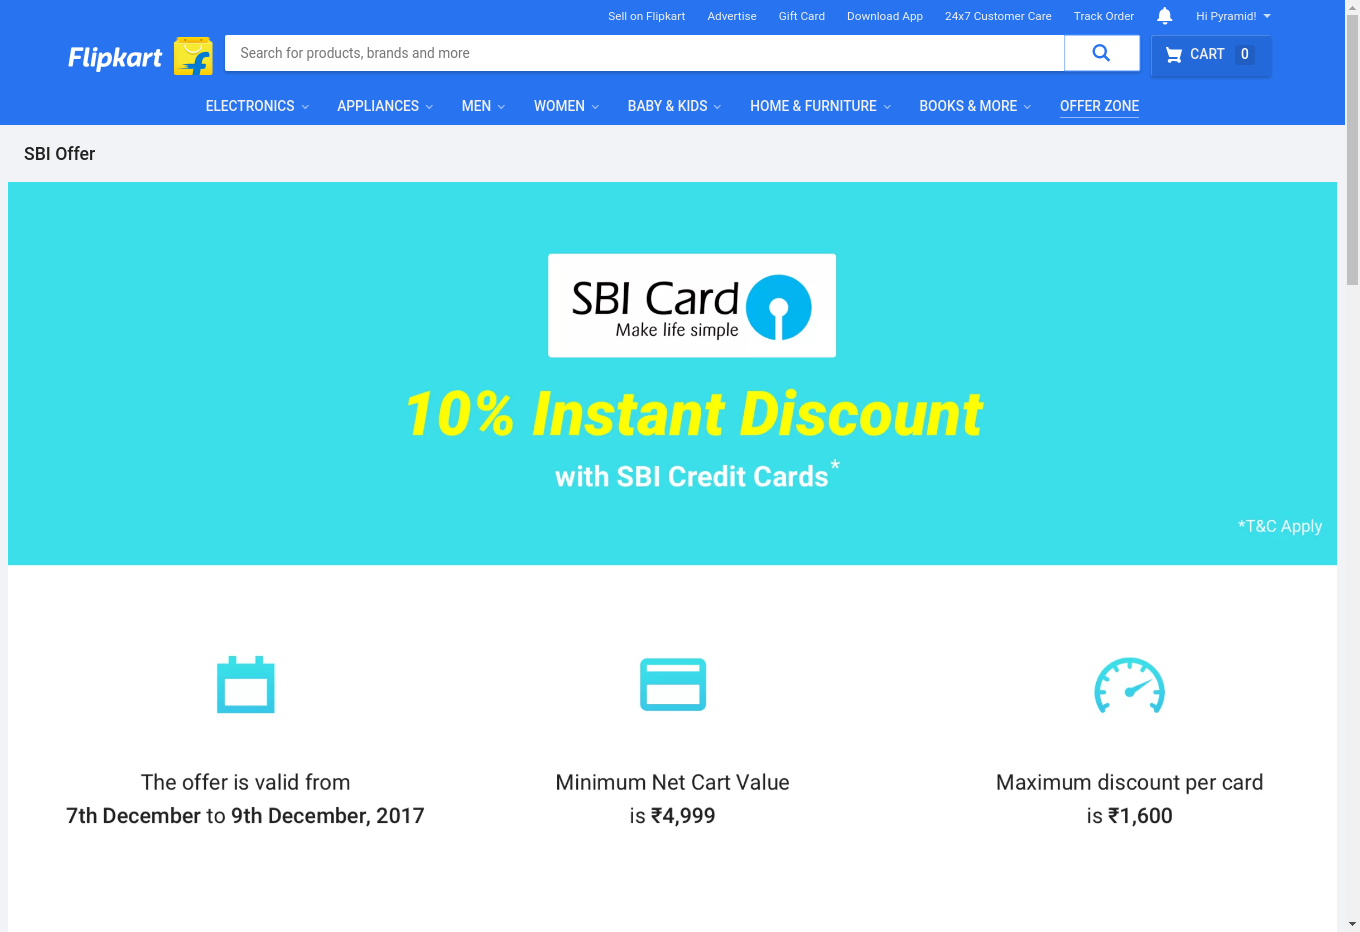 Sell on Flipkart Advertise Gift Card Download App 24x7 Customer Care Track Order Hi Pyramid!
Flipkart Search for products, brands and more CART 0
ELECTRONICS APPLIANCES MEN WOMEN BABY & KIDS HOME & FURNITURE BOOKS & MORE OFFER ZONE
SBI Offer
SBI Card
Make life simple
10% Instant Discount
with SBI Credit Cards*
*T&C Apply
The offer is valid from
7th December to 9th December, 2017
Minimum Net Cart Value
is ₹4,999
Maximum discount per card
is ₹1,600